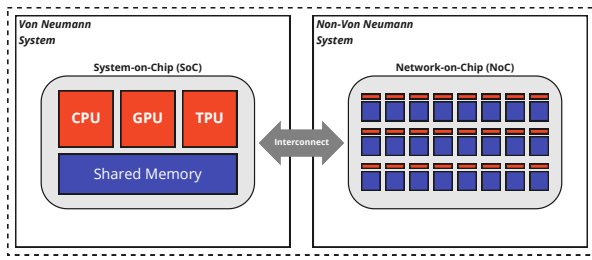 Von Neumann
System
System-on-Chip (SoC)
CPU
GPU
TPU
Shared Memory
Interconnect
Non-Von Neumann
System
Network-on-Chip (NoC)